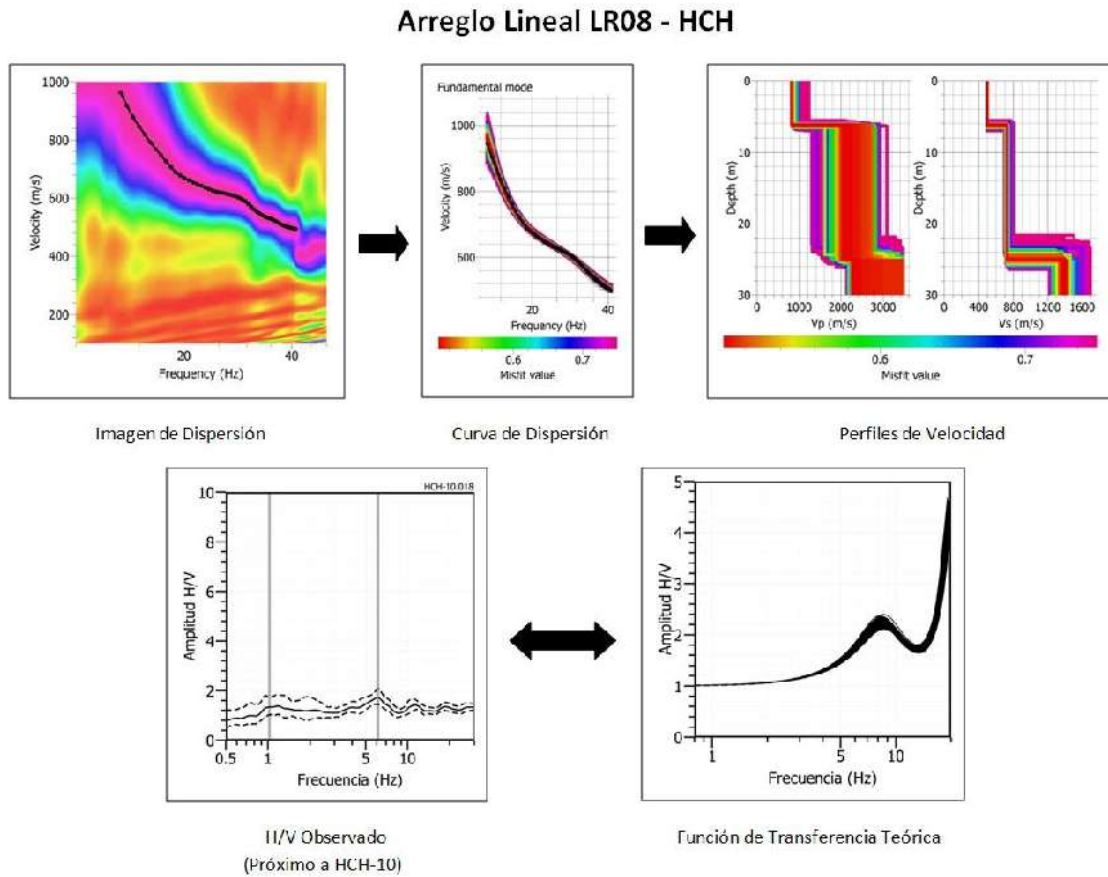 Arreglo Lineal LR08 - HCH
1000
800
600
400
200
Velocity (m/s)
20
40
Frequency (Hz)
Imagen de Dispersión
Fundamental mode
1000
800
600
Velocity (m/s)
20
40
Frequency (Hz)
0.6
0.7
Misfit value
Curva de Dispersión
0
10
20
30
Depth (m)
0
1000
2000
3000
Vp (m/s)
0
10
20
30
Depth (m)
0
400
800
1200
1600
Vs (m/s)
0.6
0.7
Misfit value
Perfiles de Velocidad
HCH-10.018
10
8
6
4
2
0
Amplitud H/V
0.5
1
5
10
Frecuencia (Hz)
H/V Observado
(Próximo a HCH-10)
5
4
3
2
1
0
Amplitud H/V
1
5
10
Frecuencia (Hz)
Función de Transferencia Teórica